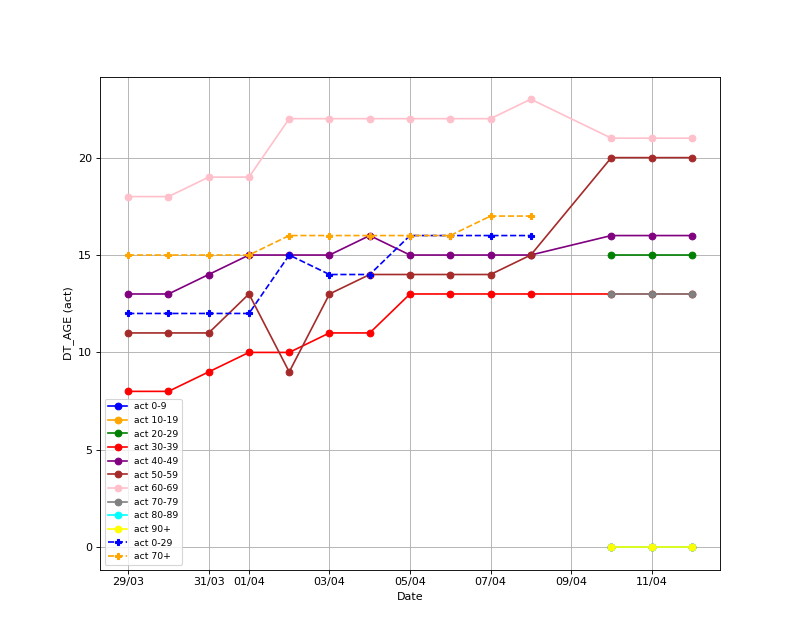 20
15
10
5
0
DT_AGE (act)
act 0-9
act 10-19
act 20-29
act 30-39
act 40-49
act 50-59
act 60-69
act 70-79
act 80-89
act 90+
act 0-29
act 70+
29/03 31/03 01/04 03/04 05/04 07/04 09/04 11/04
Date